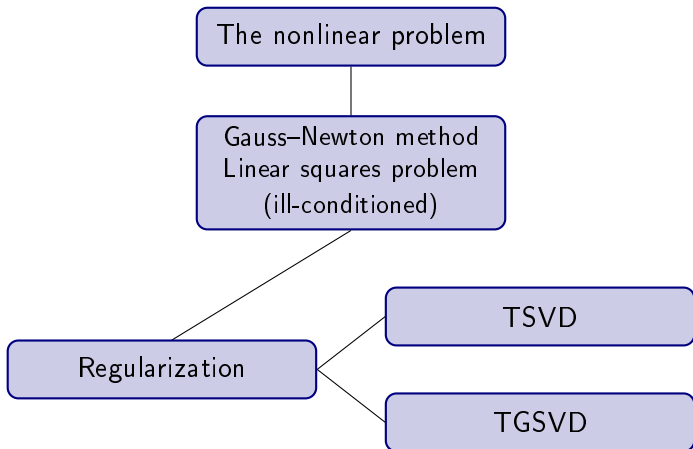 The nonlinear problem
Gauss–Newton method
Linear squares problem
(ill-conditioned)
TSVD
Regularization
TGSVD